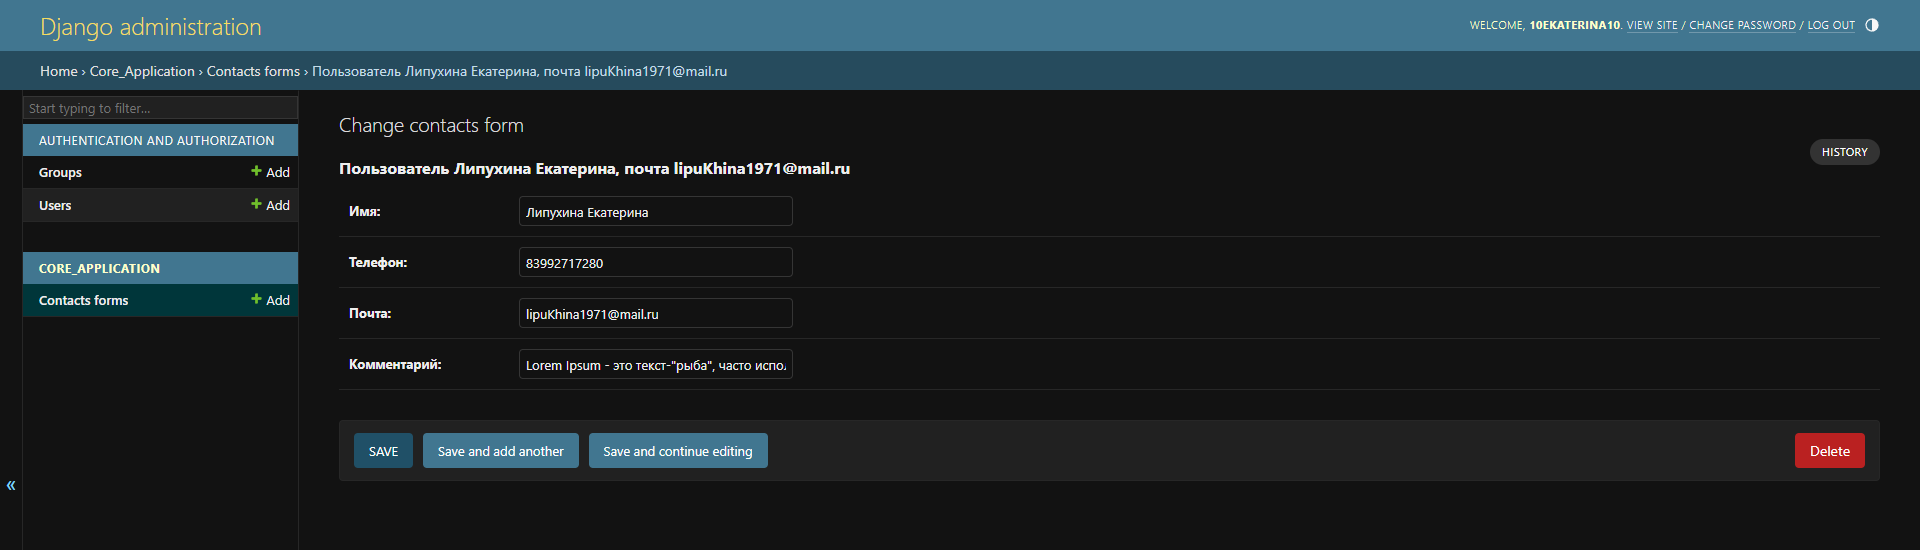 Django administration
WELCOME, 10EKATERINA10. VIEW SITE / CHANGE PASSWORD / LOG OUT
Home › Core_Application › Contacts forms › Пользователь Липухина Екатерина, почта lipuKhina1971@mail.ru
Start typing to filter...
AUTHENTICATION AND AUTHORIZATION
Groups + Add
Users + Add
CORE_APPLICATION
Contacts forms + Add
«
Change contacts form
HISTORY
Пользователь Липухина Екатерина, почта lipuKhina1971@mail.ru
Имя: Липухина Екатерина
Телефон: 83992717280
Почта: lipuKhina1971@mail.ru
Комментарий: Lorem Ipsum - это текст-"рыба", часто испо
SAVE Save and add another Save and continue editing Delete